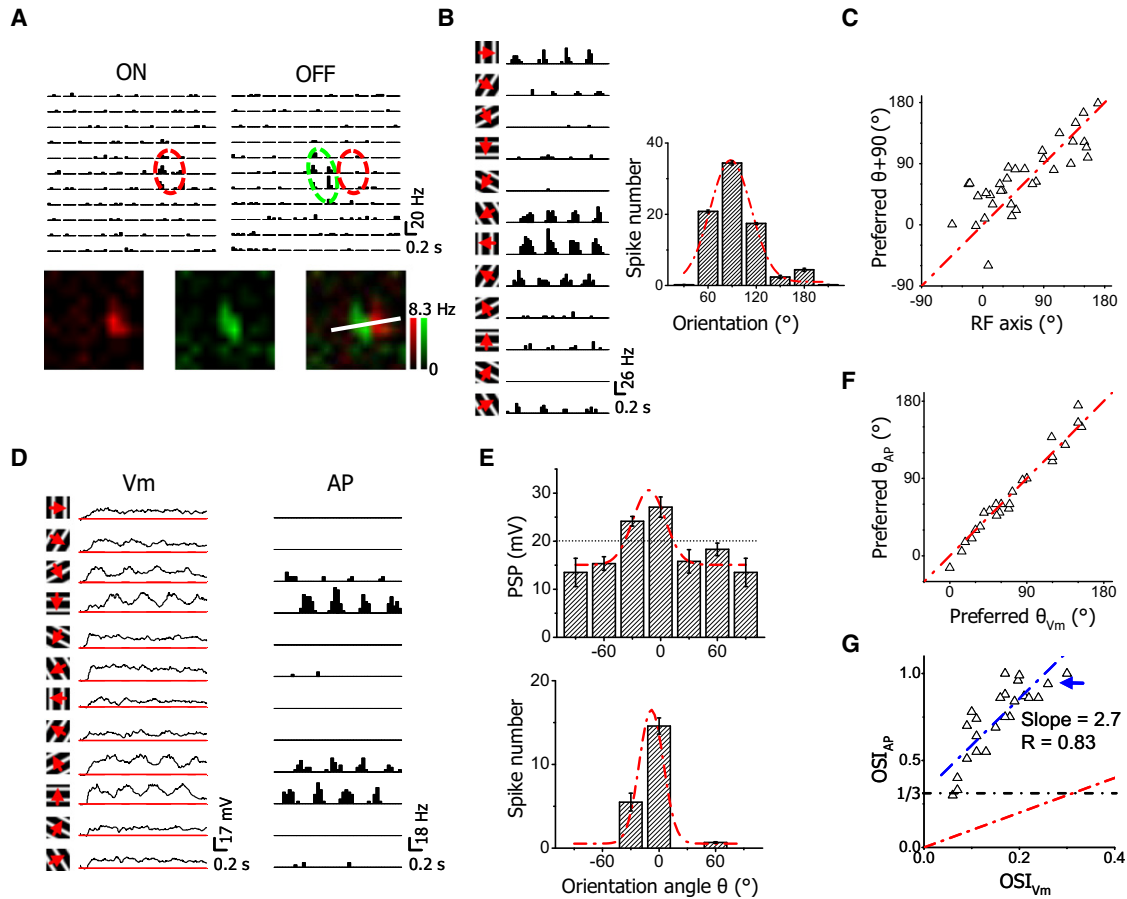 A
ON
OFF
20 Hz
0.2 s
8.3 Hz
0
B
26 Hz
0.2 s
Spike number
40
20
0
60
120
180
Orientation (°)
C
Preferred θ+90 (°)
180
90
0
-90
-90
0
90
180
RF axis (°)
D
Vm
AP
17 mV
0.2 s
18 Hz
0.2 s
E
PSP (mV)
30
20
10
0
-60
0
60
Spike number
15
10
5
0
-60
0
60
Orientation angle θ (°)
F
Preferred θAP (°)
180
90
0
0
90
180
Preferred θVm (°)
G
OSIAP
1.0
0.5
1/3
0.0
0.0
0.2
0.4
Slope = 2.7
R = 0.83
OSIVm